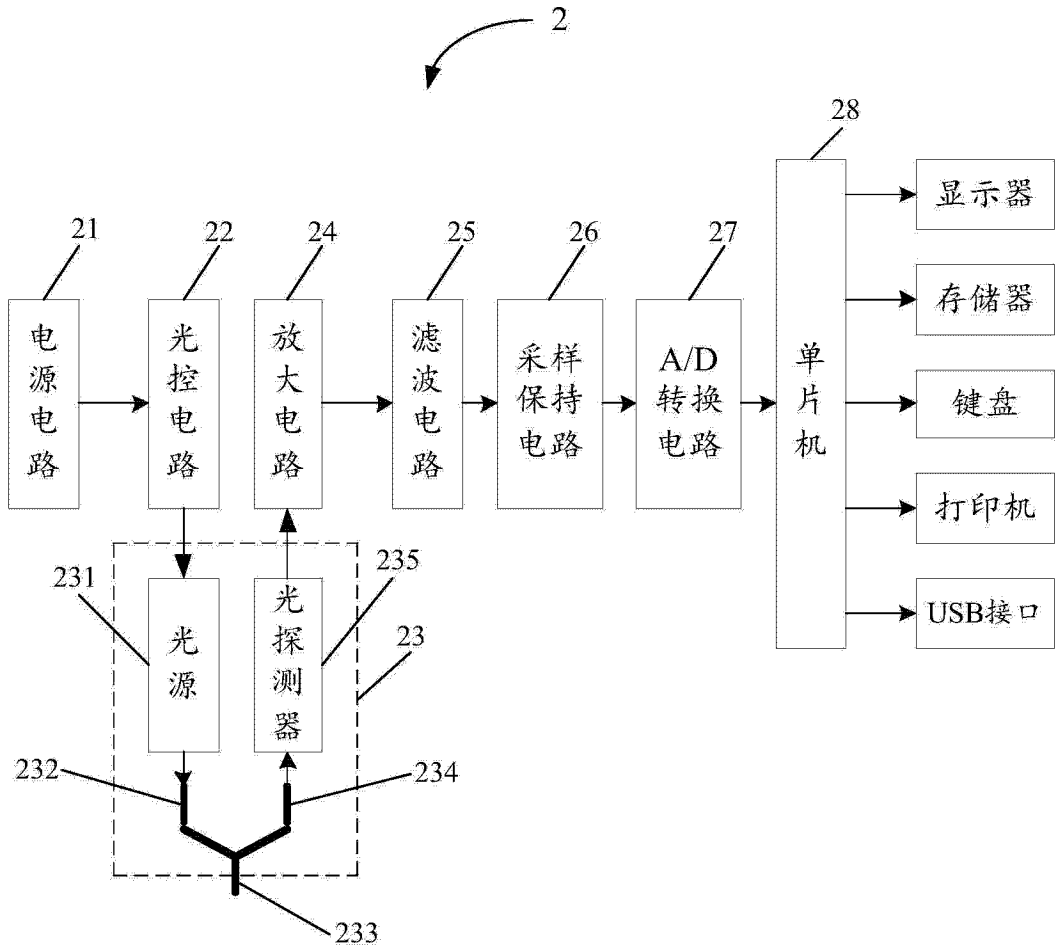 2
28
21
22
24
25
26
27
显示器
存储器
键盘
打印机
USB接口
电源电路
光控电路
放大电路
滤波电路
采样
保持
电路
A/D
转换
电路
单片机
231
235
23
光源
光探测器
232
234
233